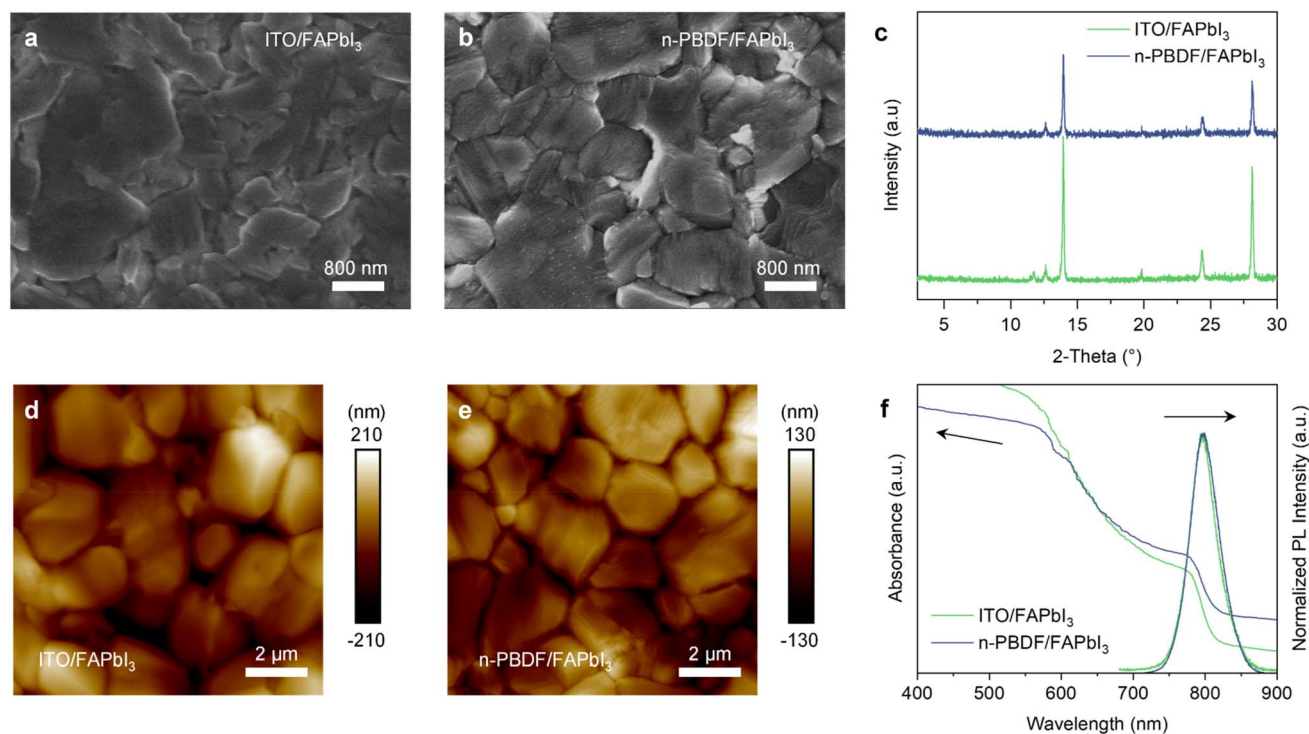 a
ITO/FAPbI₃
800 nm
b
n-PBDF/FAPbI₃
800 nm
c
ITO/FAPbI₃
n-PBDF/FAPbI₃
Intensity (a.u)
5 10 15 20 25 30
2-Theta (°)
d
(nm)
210
-210
ITO/FAPbI₃
2 μm
e
(nm)
130
-130
n-PBDF/FAPbI₃
2 μm
f
Absorbance (a.u.)
Normalized PL Intensity (a.u.)
ITO/FAPbI₃
n-PBDF/FAPbI₃
400 500 600 700 800 900
Wavelength (nm)